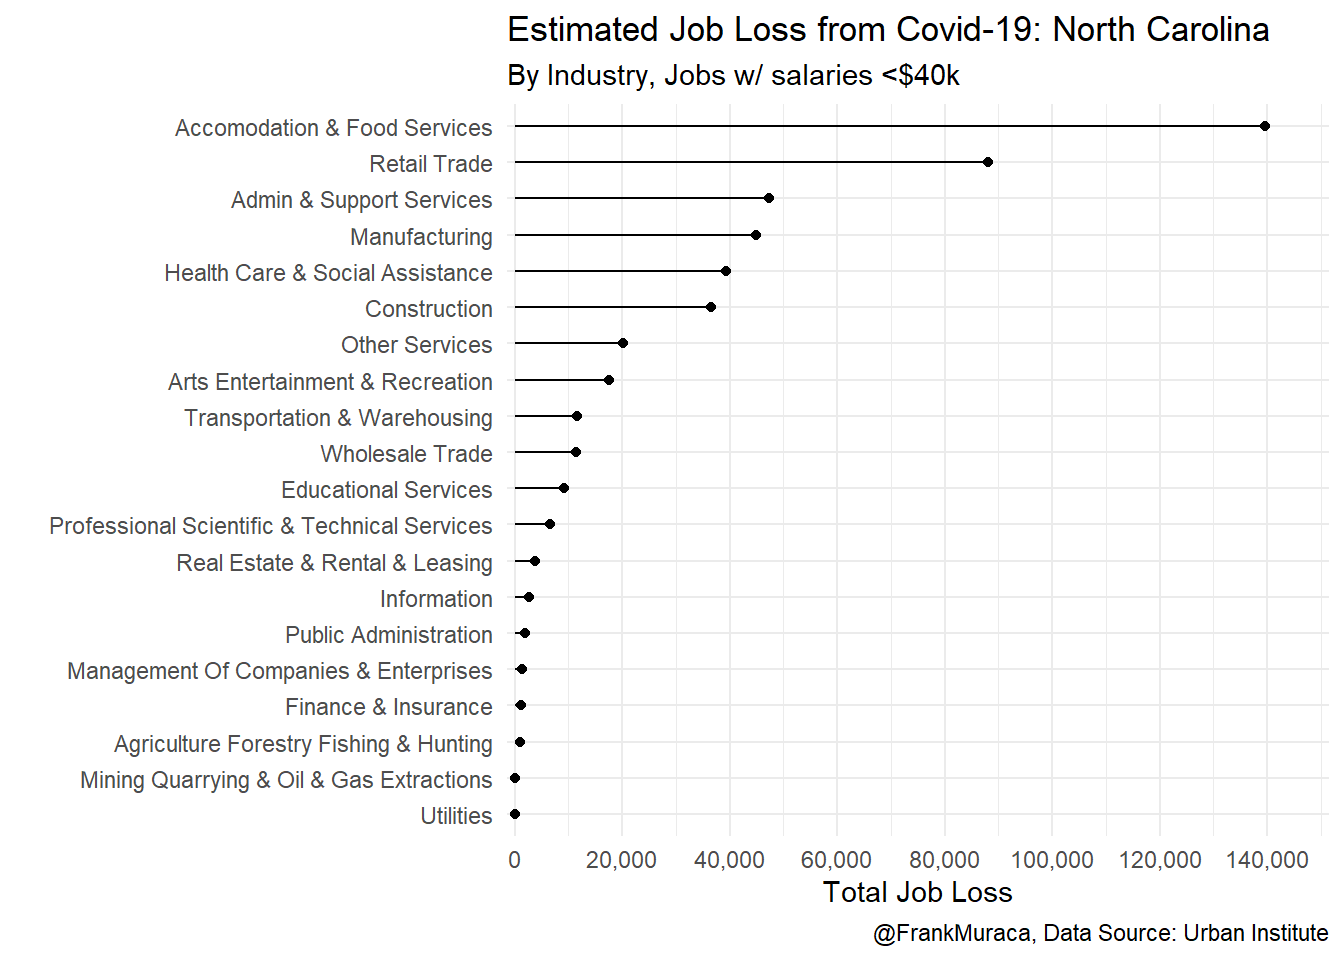 Estimated Job Loss from Covid-19: North Carolina
By Industry, Jobs w/ salaries <$40k
Accomodation & Food Services
Retail Trade
Admin & Support Services
Manufacturing
Health Care & Social Assistance
Construction
Other Services
Arts Entertainment & Recreation
Transportation & Warehousing
Wholesale Trade
Educational Services
Professional Scientific & Technical Services
Real Estate & Rental & Leasing
Information
Public Administration
Management Of Companies & Enterprises
Finance & Insurance
Agriculture Forestry Fishing & Hunting
Mining Quarrying & Oil & Gas Extractions
Utilities
0 20,000 40,000 60,000 80,000 100,000 120,000 140,000
Total Job Loss
@FrankMuraca, Data Source: Urban Institute